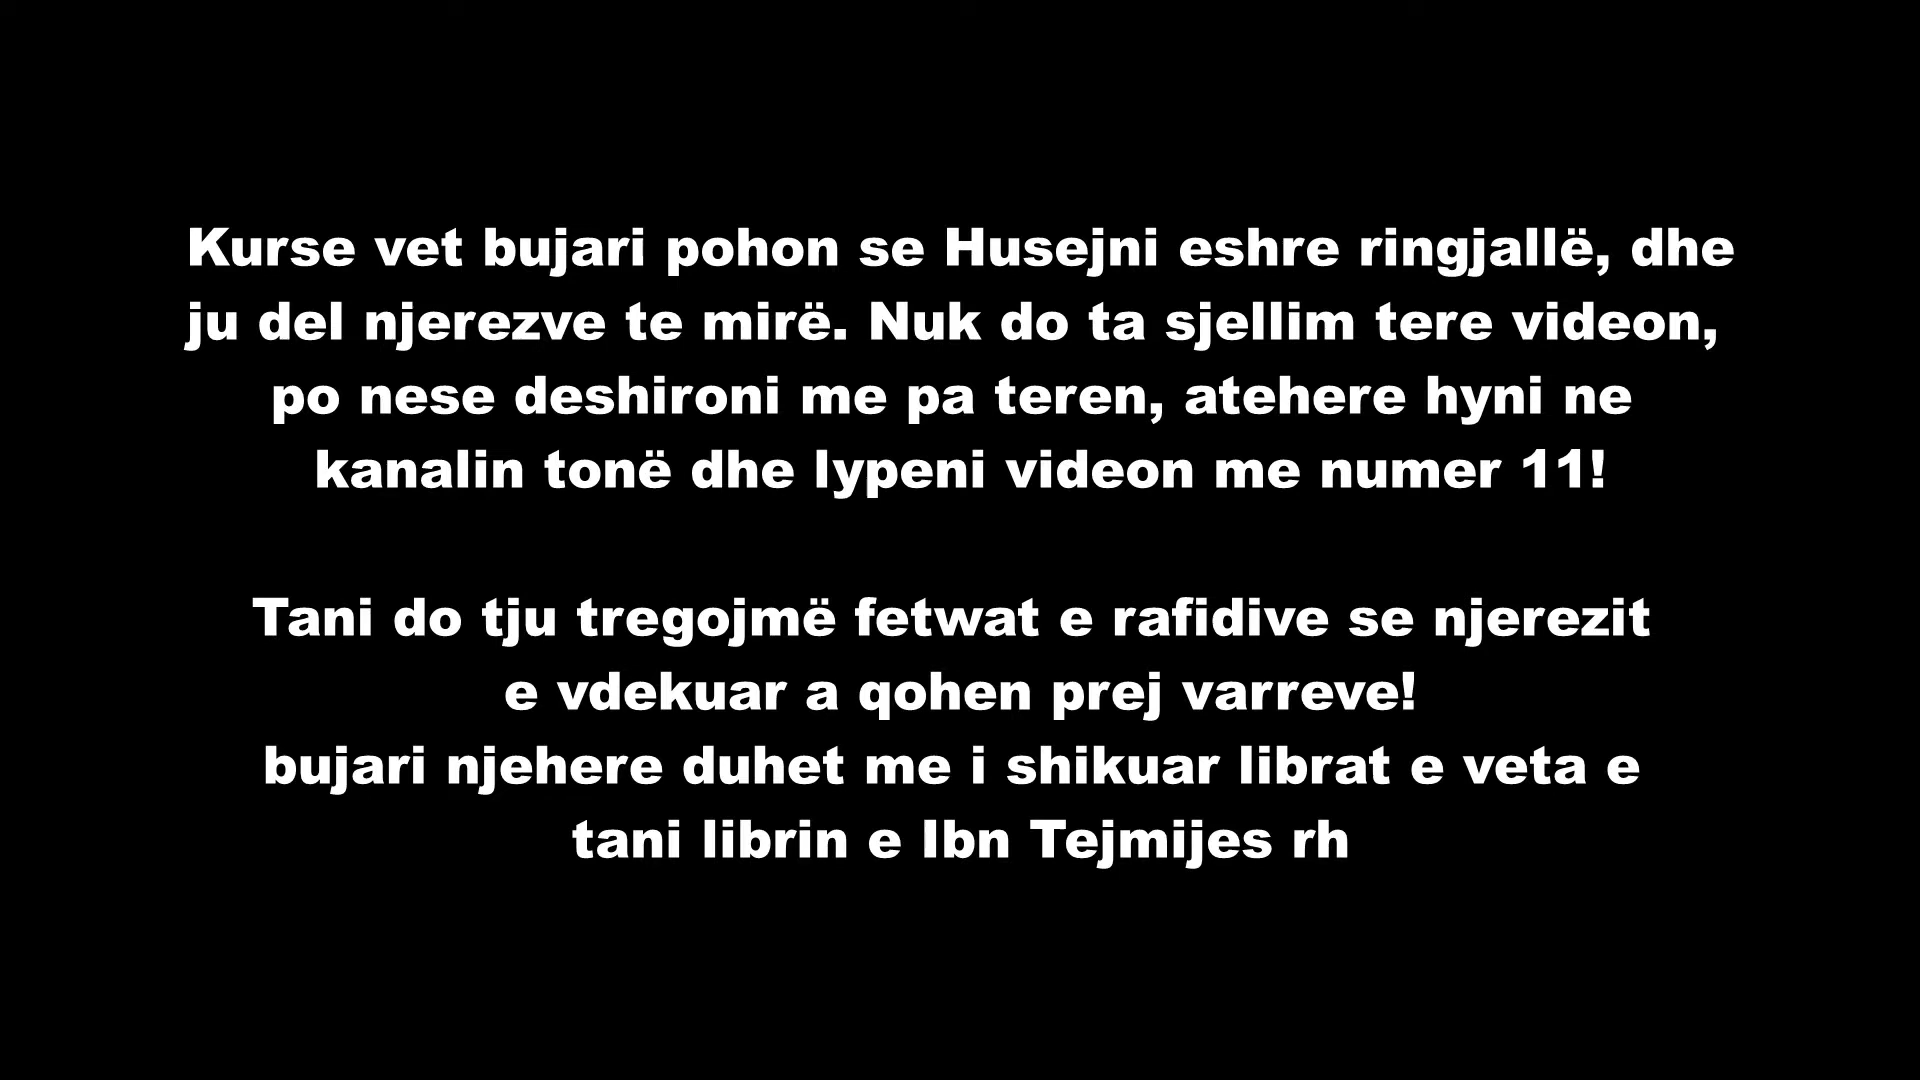 Kurse vet bujari pohon se Husejni eshre ringjallë, dhe
ju del njerezve te mirë. Nuk do ta sjellim tere videon,
po nese deshironi me pa teren, atehere hyni ne
kanalin tonë dhe lypeni videon me numer 11!
Tani do tju tregojmë fetwat e rafidive se njerezit
e vdekuar a qohen prej varreve!
bujari njehere duhet me i shikuar librat e veta e
tani librin e Ibn Tejmijes rh